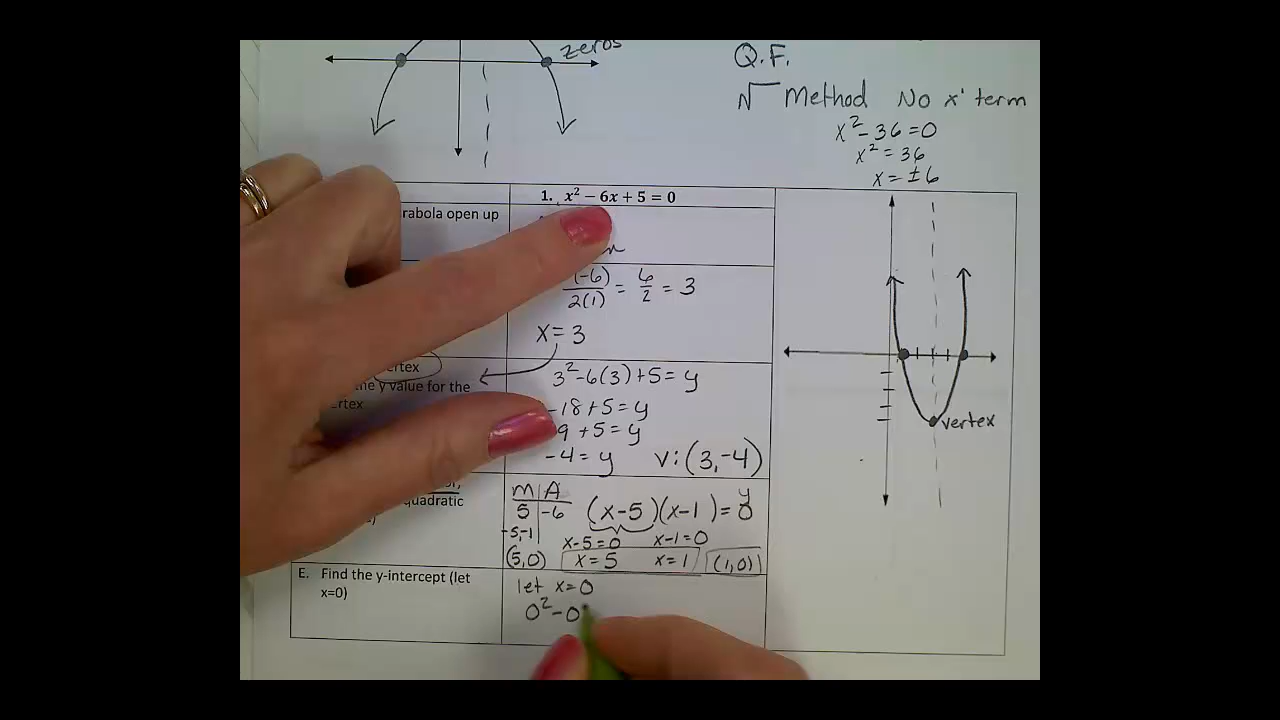 zeros
Q.F.
√ Method No x' term
x² - 36 = 0
x² = 36
x = ±6
1. x² − 6x + 5 = 0
rabola open up
(-6)/2(1) = 6/2 = 3
x = 3
ertex
the y value for the
rtex
3² - 6(3) + 5 = y
-18 + 5 = y
9 + 5 = y
-4 = y V: (3, -4)
vertex
quadratic
M A
5 -6
-5, -1
(x-5)(x-1) = 0
y
x-5=0 x-1=0
(5,0) x = 5 x = 1 (1,0)
E. Find the y-intercept (let
x=0)
let x=0
0² - 0